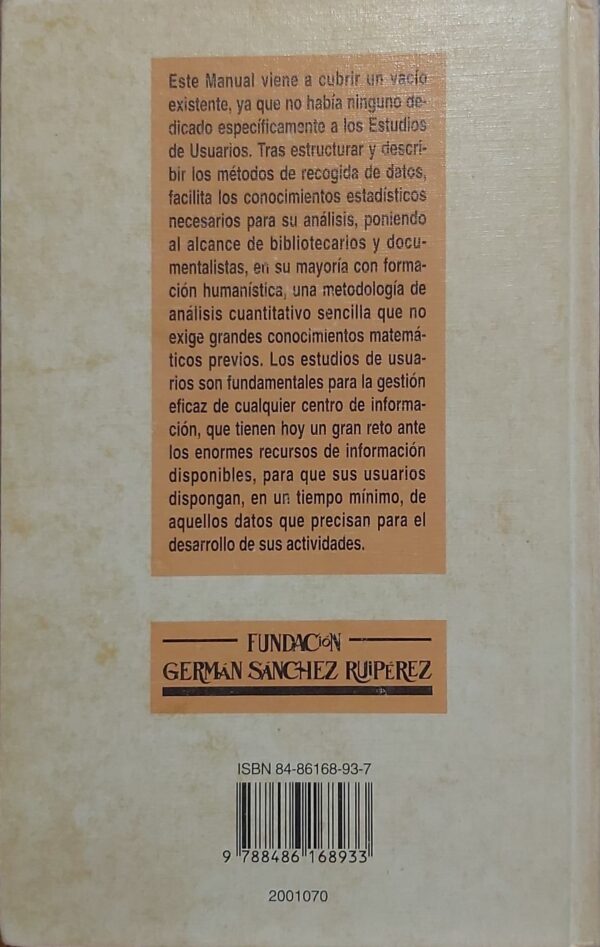 Este Manual viene a cubrir un vacío
existente, ya que no había ninguno de-
dicado específicamente a los Estudios
de Usuarios. Tras estructurar y descri-
bir los métodos de recogida de datos,
facilita los conocimientos estadísticos
necesarios para su análisis, poniendo
al alcance de bibliotecarios y docu-
mentalistas, en su mayoría con forma-
ción humanística, una metodología de
análisis cuantitativo sencilla que no
exige grandes conocimientos matemá-
ticos previos. Los estudios de usua-
rios son fundamentales para la gestión
eficaz de cualquier centro de informa-
ción, que tienen hoy un gran reto ante
los enormes recursos de información
disponibles, para que sus usuarios
dispongan, en un tiempo mínimo, de
aquellos datos que precisan para el
desarrollo de sus actividades.
FUNDACIÓN
GERMÁN SÁNCHEZ RUIPÉREZ
ISBN 84-86168-93-7
9 788486 168933
2001070